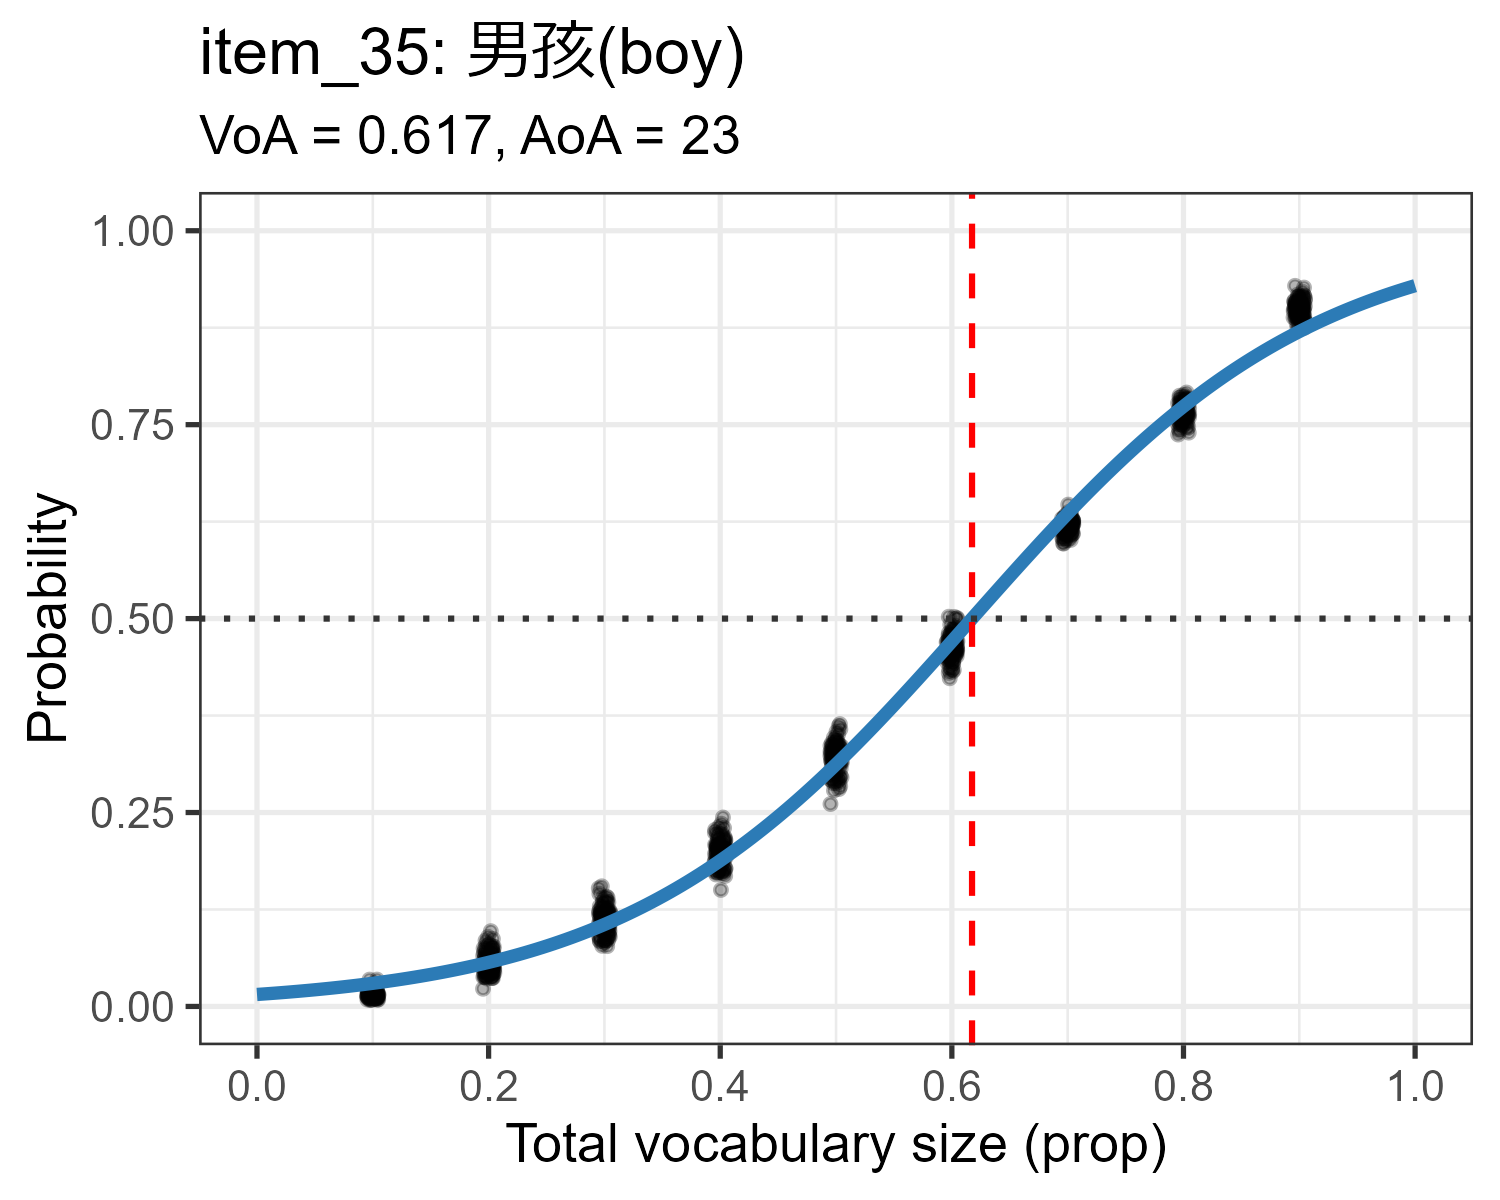 item_35: 男孩(boy)
VoA = 0.617, AoA = 23
1.00
0.75
0.50
0.25
0.00
Probability
0.0 0.2 0.4 0.6 0.8 1.0
Total vocabulary size (prop)